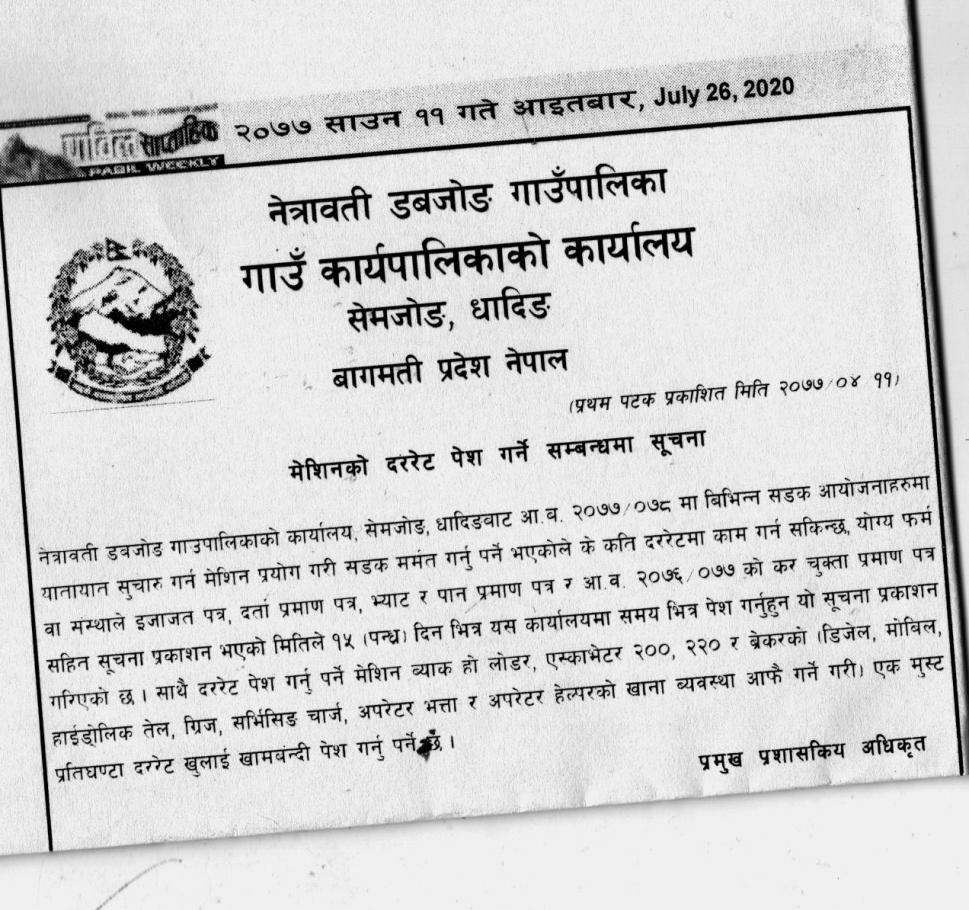 पाबिल साप्ताहिक
PABIL WEEKLY
२०७७ साउन ११ गते आइतबार, July 26, 2020
नेत्रावती डबजोङ गाउँपालिका
गाउँ कार्यपालिकाको कार्यालय
सेमजोङ, धादिङ
बागमती प्रदेश नेपाल
(प्रथम पटक प्रकाशित मिति २०७७/०४/११)
मेशिनको दररेट पेश गर्ने सम्बन्धमा सूचना
नेत्रावती डबजोङ गाउपालिकाको कार्यालय, सेमजोङ, धादिङबाट आ.व. २०७७/०७८ मा बिभिन्न सडक आयोजनाहरुमा
यातायान सुचारु गर्न मेशिन प्रयोग गरी सडक मर्मत गर्नु पर्ने भएकोले के कति दररेटमा काम गर्न सकिन्छ, योग्य फर्म
वा संस्थाले इजाजत पत्र, दर्ता प्रमाण पत्र, भ्याट र पान प्रमाण पत्र र आ.व. २०७६/०७७ को कर चुक्ता प्रमाण पत्र
सहित सूचना प्रकाशन भएको मितिले १५ (पन्ध्र) दिन भित्र यस कार्यालयमा समय भित्र पेश गर्नुहुन यो सूचना प्रकाशन
गरिएको छ । साथै दररेट पेश गर्नु पर्ने मेशिन ब्याक हो लोडर, एस्काभेटर २००, २२० र ब्रेकरको (डिजेल, मोबिल,
हाईड्रोलिक तेल, ग्रिज, सर्भिसिङ चार्ज, अपरेटर भत्ता र अपरेटर हेल्परको खाना ब्यवस्था आफै गर्ने गरी) एक मुस्ट
प्रतिघण्टा दररेट खुलाई खामबन्दी पेश गर्नु पर्ने छ ।
प्रमुख प्रशासकिय अधिकृत